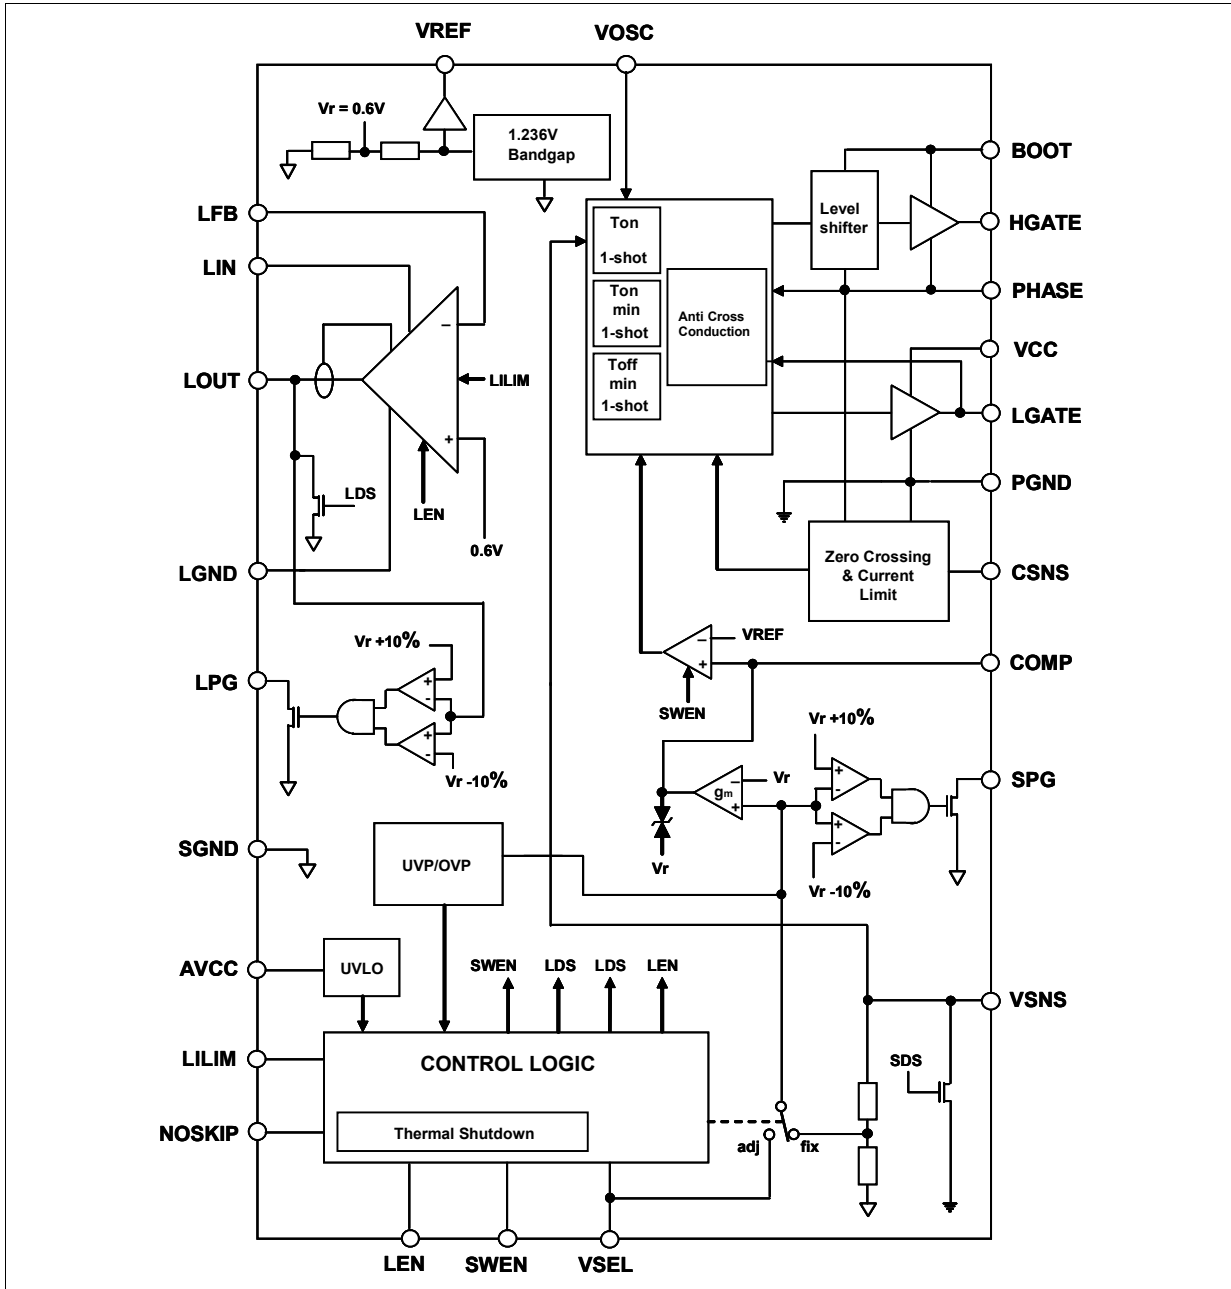 VREF
VOSC
Vr = 0.6V
1.236V
Bandgap
BOOT
Level
shifter
HGATE
PHASE
VCC
LGATE
PGND
CSNS
COMP
SPG
VSNS
LFB
LIN
LOUT
LGND
LPG
SGND
AVCC
LILIM
NOSKIP
Ton
1-shot
Ton
min
1-shot
Toff
min
1-shot
Anti Cross
Conduction
−
LILIM
+
LDS
LEN
0.6V
Zero Crossing
& Current
Limit
−
VREF
+
SWEN
Vr +10%
+
-
+
-
Vr -10%
Vr +10%
−
Vr
gm
+
+
-
+
-
Vr
Vr -10%
UVP/OVP
UVLO
SWEN
LDS
LDS
LEN
CONTROL LOGIC
Thermal Shutdown
SDS
adj
fix
LEN
SWEN
VSEL